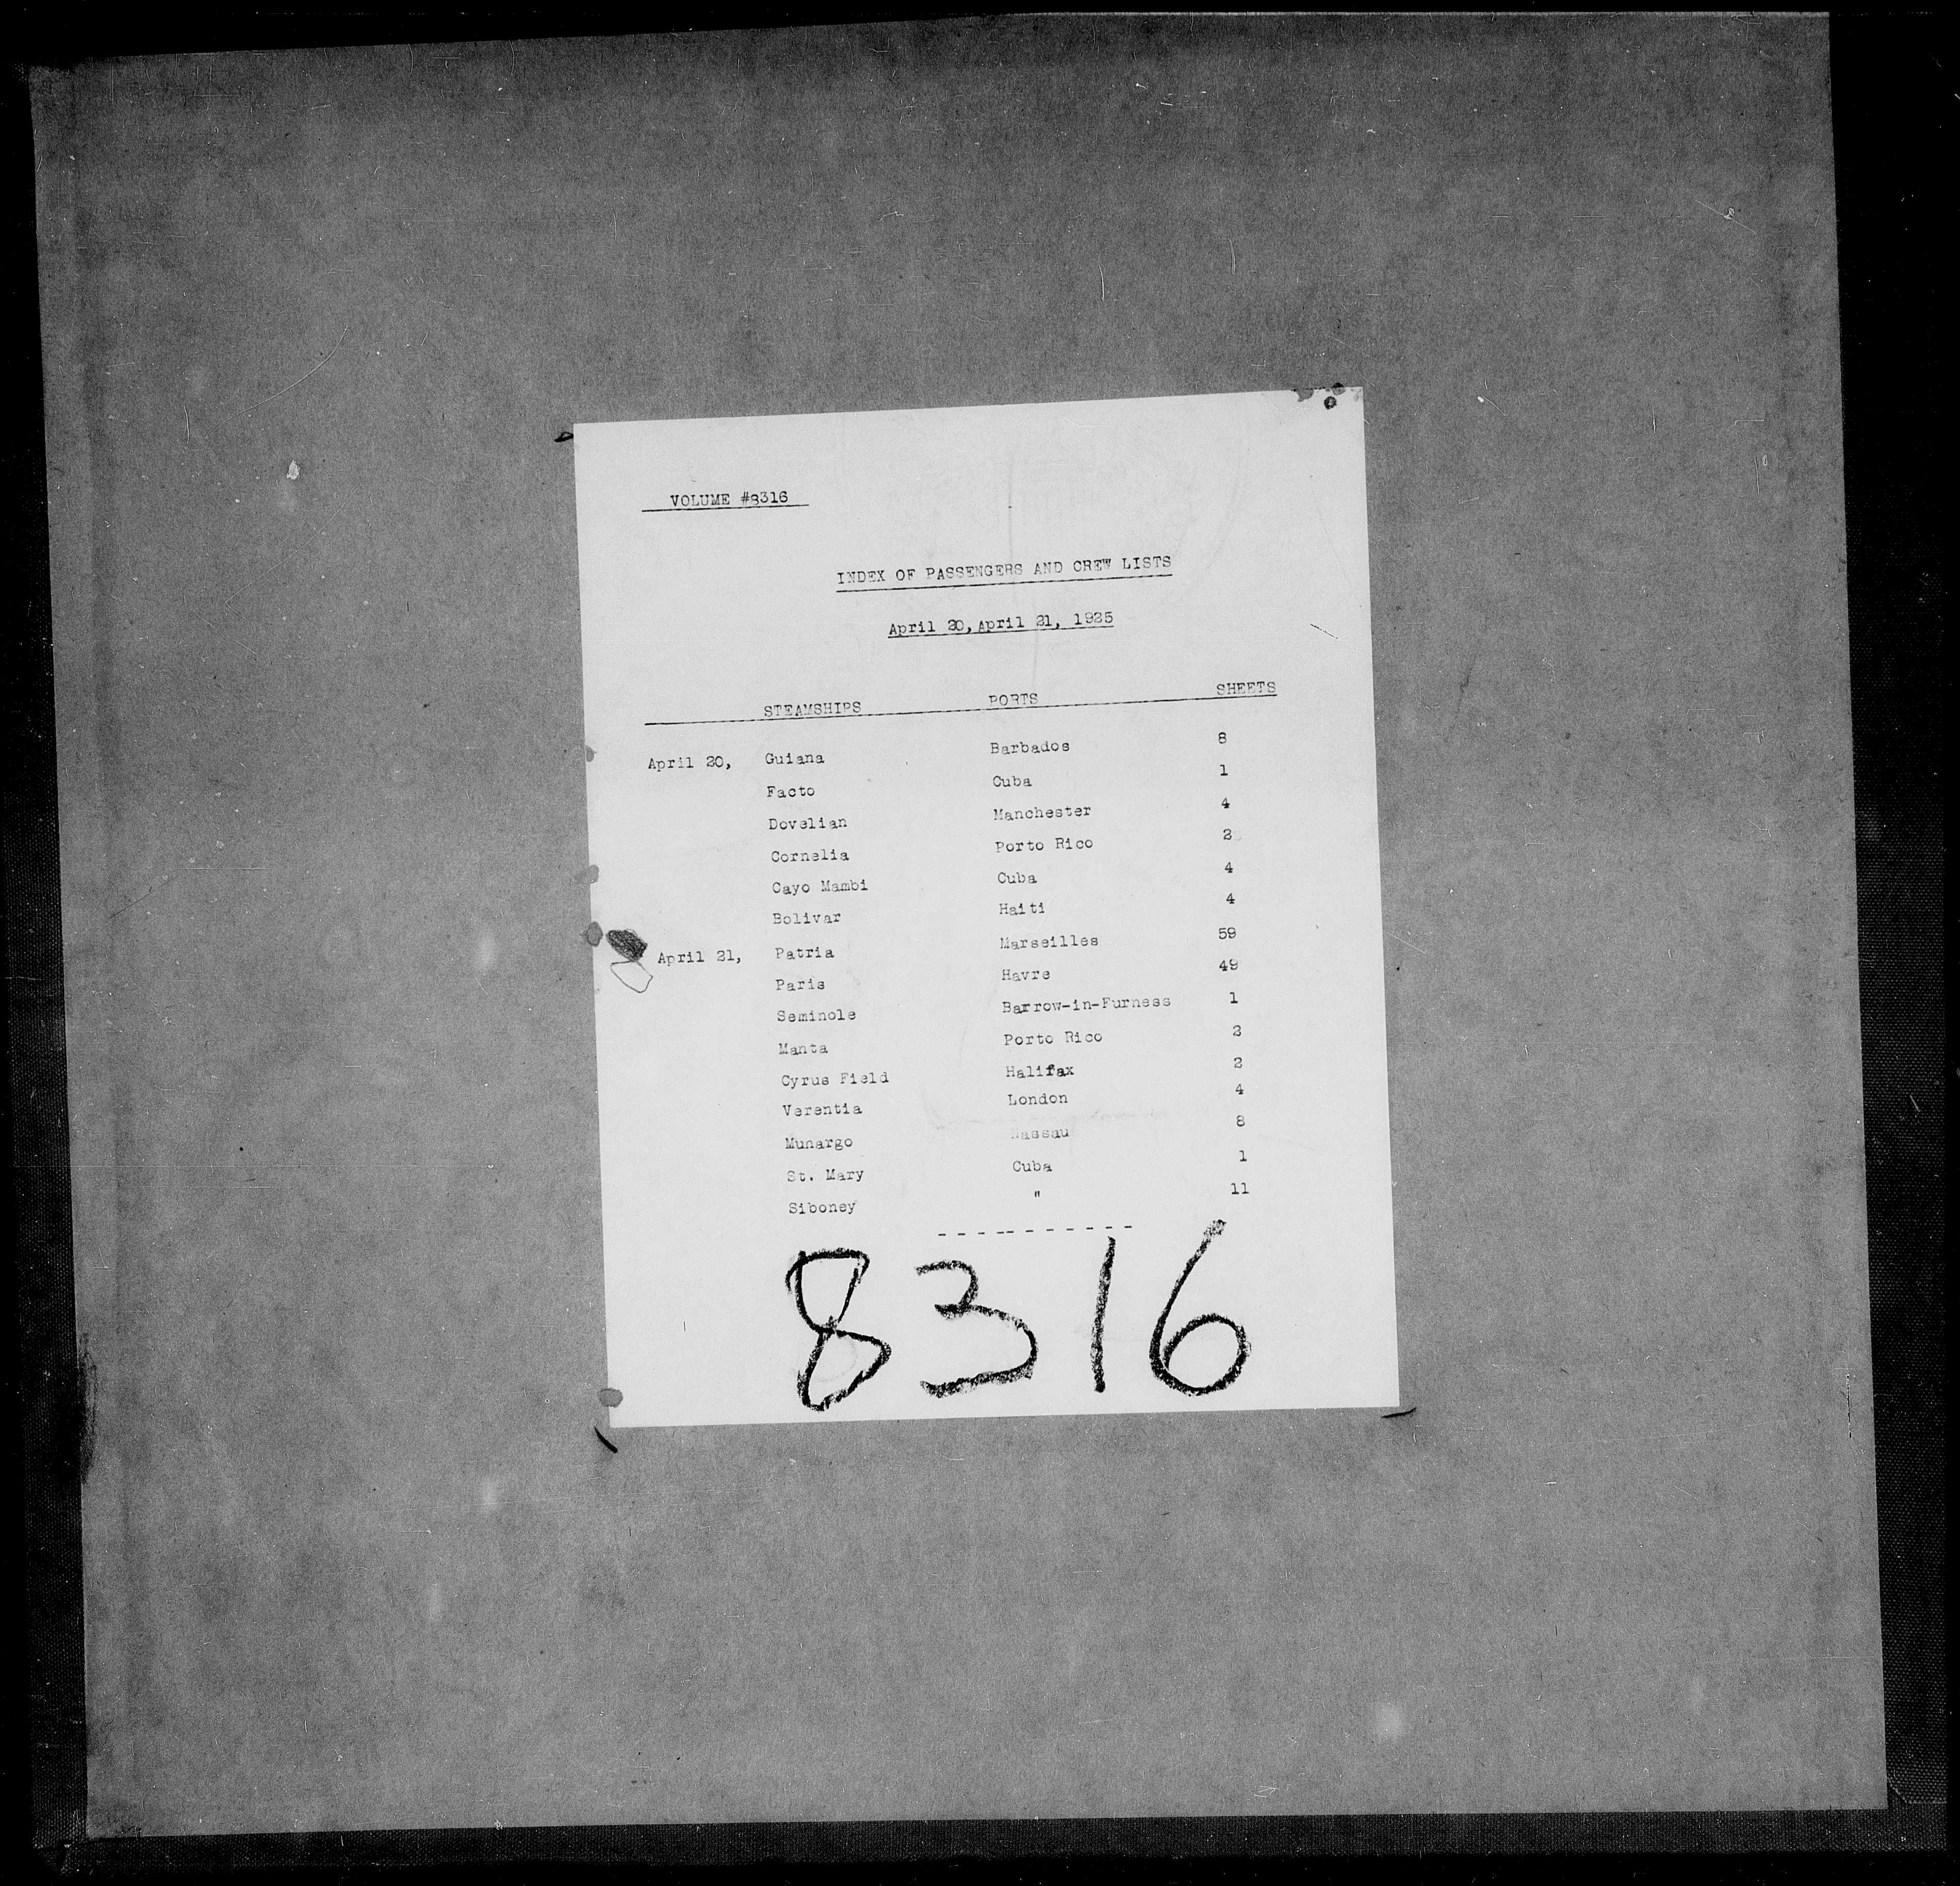 VOLUME #8316
INDEX OF PASSENGERS AND CREW LISTS
April 20, April 21, 1925
STEAMSHIPS PORTS SHEETS
April 20, Guiana Barbados 8
Facto Cuba 1
Dovelian Manchester 4
Cornelia Porto Rico 2
Cayo Mambi Cuba 4
Bolivar Haiti 4
April 21, Patria Marseilles 59
Paris Havre 49
Seminole Barrow-in-Furness 1
Manta Porto Rico 2
Cyrus Field Halifax 2
Verentia London 4
Munargo Nassau 8
St. Mary Cuba 1
Siboney " 11
- - - - - - - - - - -
8316